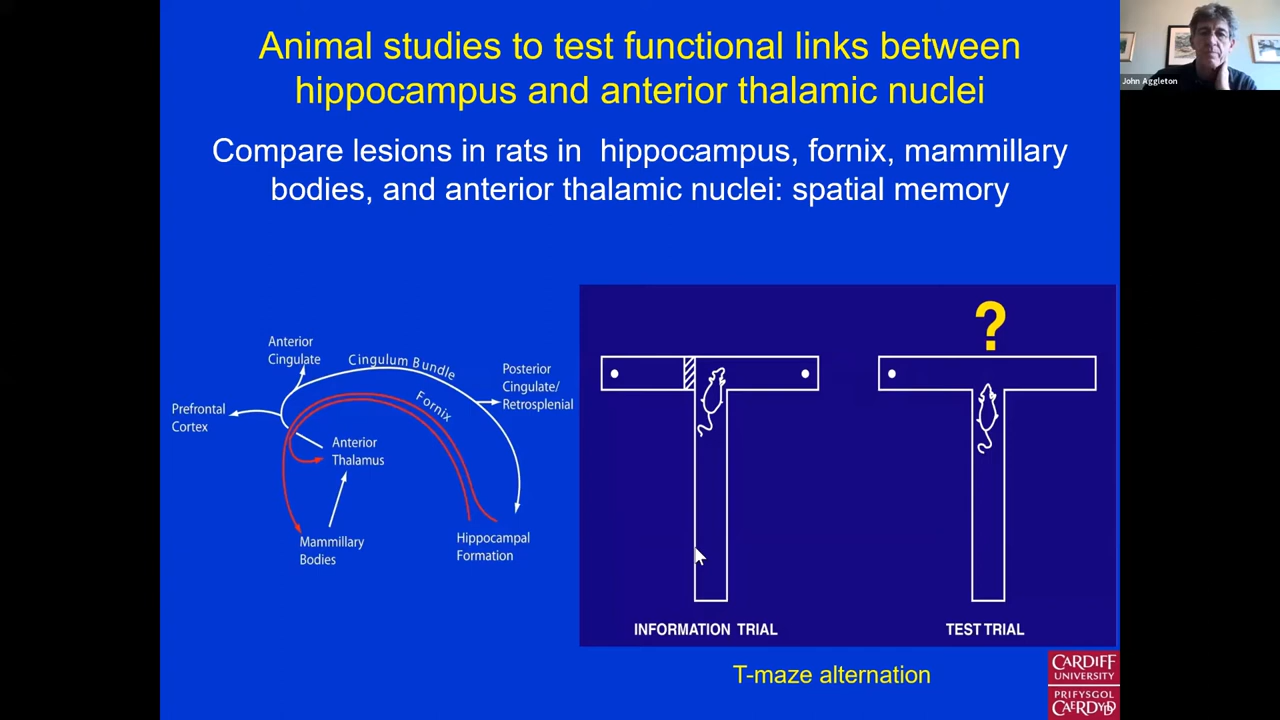 Animal studies to test functional links between
hippocampus and anterior thalamic nuclei
John Aggleton
Compare lesions in rats in hippocampus, fornix, mammillary
bodies, and anterior thalamic nuclei: spatial memory
Anterior
Cingulate
Cingulum Bundle
Posterior
Cingulate/
Retrosplenial
Prefrontal
Cortex
Fornix
Anterior
Thalamus
Mammillary
Bodies
Hippocampal
Formation
?
INFORMATION TRIAL
TEST TRIAL
T-maze alternation
CARDIFF
UNIVERSITY
PRIFYSGOL
CAERDYDD